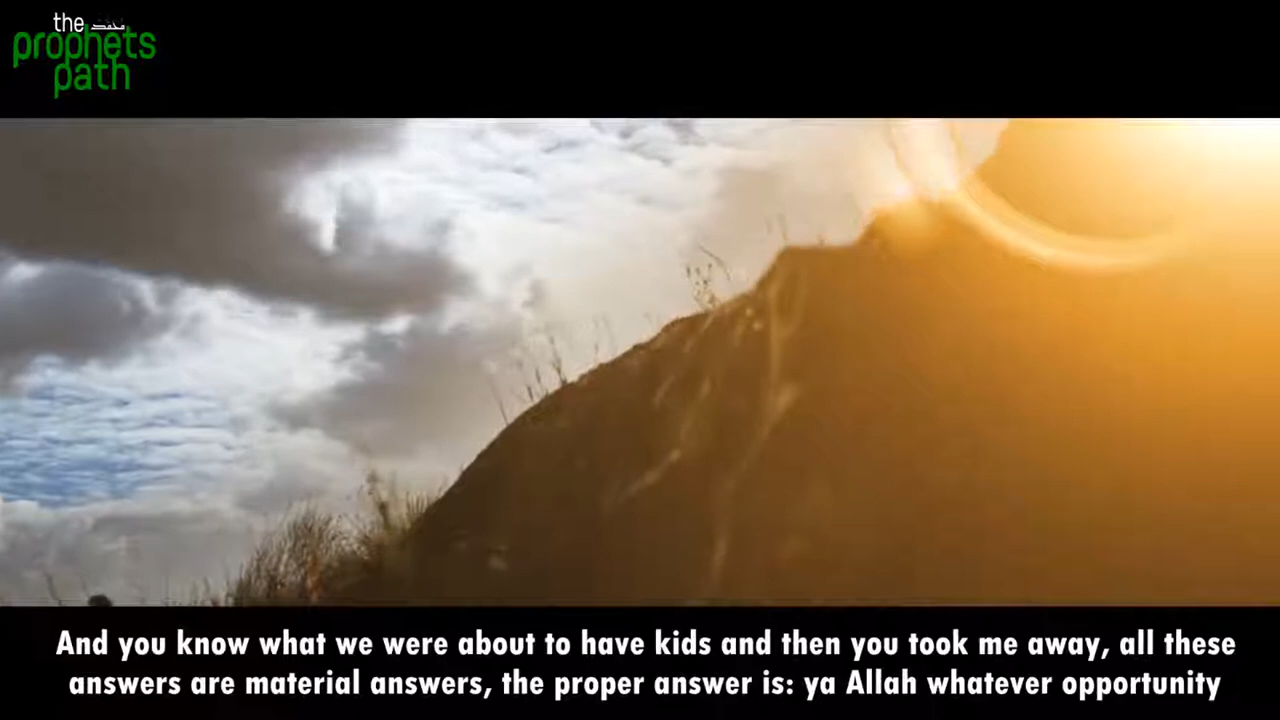 the محمد
prophets
path
And you know what we were about to have kids and then you took me away, all these
answers are material answers, the proper answer is: ya Allah whatever opportunity